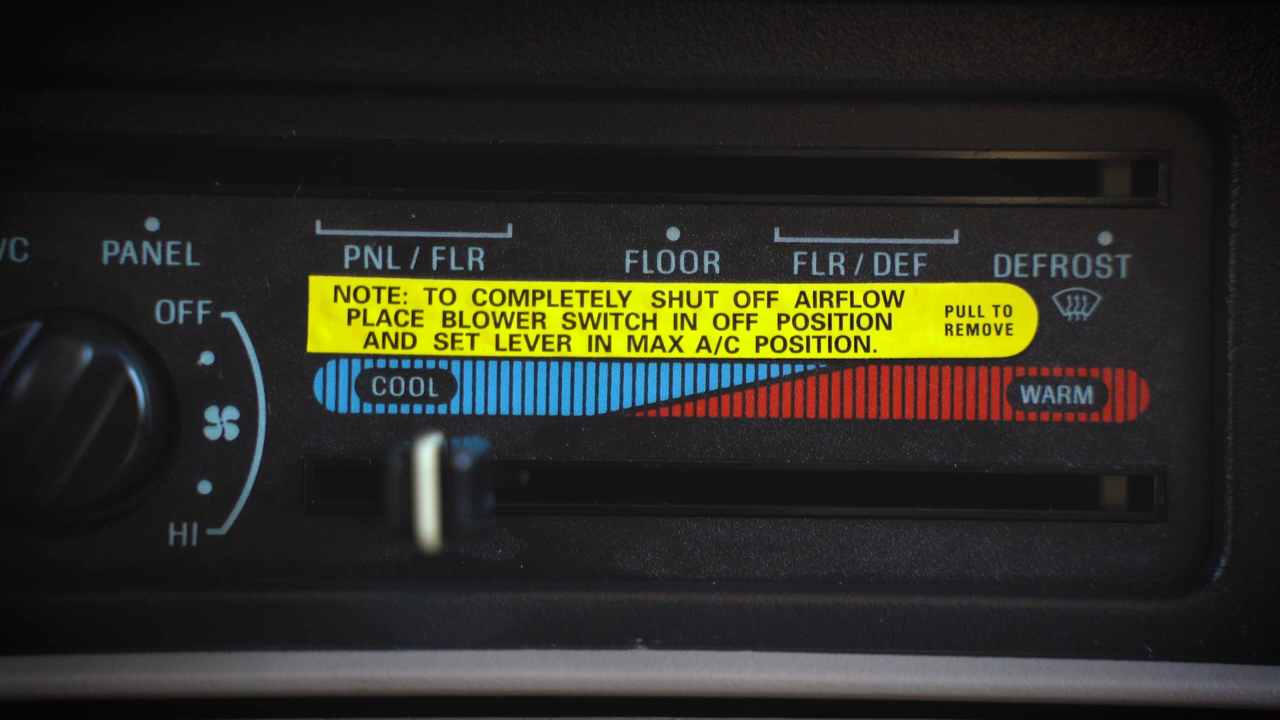 /C
PANEL
PNL / FLR
FLOOR
FLR / DEF
DEFROST
OFF
HI
NOTE: TO COMPLETELY SHUT OFF AIRFLOW
PLACE BLOWER SWITCH IN OFF POSITION
AND SET LEVER IN MAX A/C POSITION.
PULL TO
REMOVE
COOL
WARM